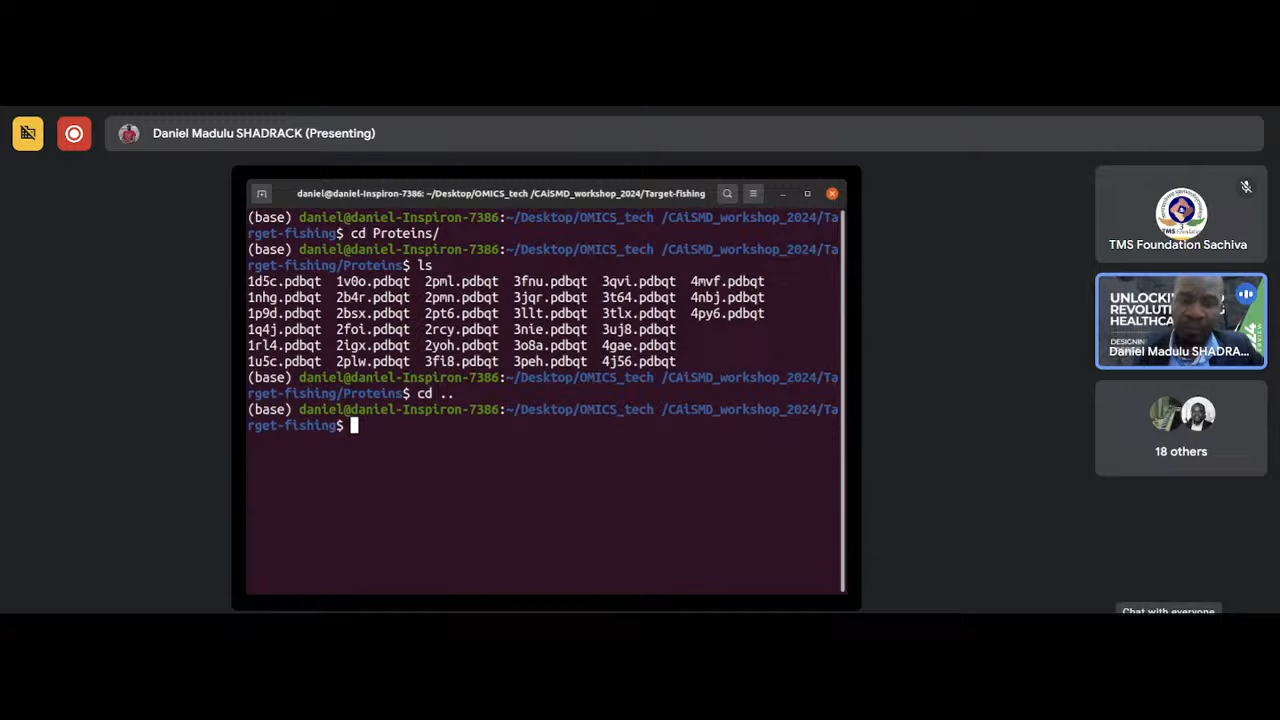 Daniel Madulu SHADRACK (Presenting)
daniel@daniel-Inspiron-7386: ~/Desktop/OMICS_tech /CAiSMD_workshop_2024/Target-fishing
(base) daniel@daniel-Inspiron-7386:~/Desktop/OMICS_tech /CAiSMD_workshop_2024/Ta
rget-fishing$ cd Proteins/
(base) daniel@daniel-Inspiron-7386:~/Desktop/OMICS_tech /CAiSMD_workshop_2024/Ta
rget-fishing/Proteins$ ls
1d5c.pdbqt 1v0o.pdbqt 2pml.pdbqt 3fnu.pdbqt 3qvi.pdbqt 4mvf.pdbqt
1nhg.pdbqt 2b4r.pdbqt 2pmn.pdbqt 3jqr.pdbqt 3t64.pdbqt 4nbj.pdbqt
1p9d.pdbqt 2bsx.pdbqt 2pt6.pdbqt 3llt.pdbqt 3tlx.pdbqt 4py6.pdbqt
1q4j.pdbqt 2foi.pdbqt 2rcy.pdbqt 3nie.pdbqt 3uj8.pdbqt
1rl4.pdbqt 2igx.pdbqt 2yoh.pdbqt 3o8a.pdbqt 4gae.pdbqt
1u5c.pdbqt 2plw.pdbqt 3fi8.pdbqt 3peh.pdbqt 4j56.pdbqt
(base) daniel@daniel-Inspiron-7386:~/Desktop/OMICS_tech /CAiSMD_workshop_2024/Ta
rget-fishing/Proteins$ cd ..
(base) daniel@daniel-Inspiron-7386:~/Desktop/OMICS_tech /CAiSMD_workshop_2024/Ta
rget-fishing$
TMS Foundation Sachiva
Daniel Madulu SHADRA...
18 others
Chat with everyone